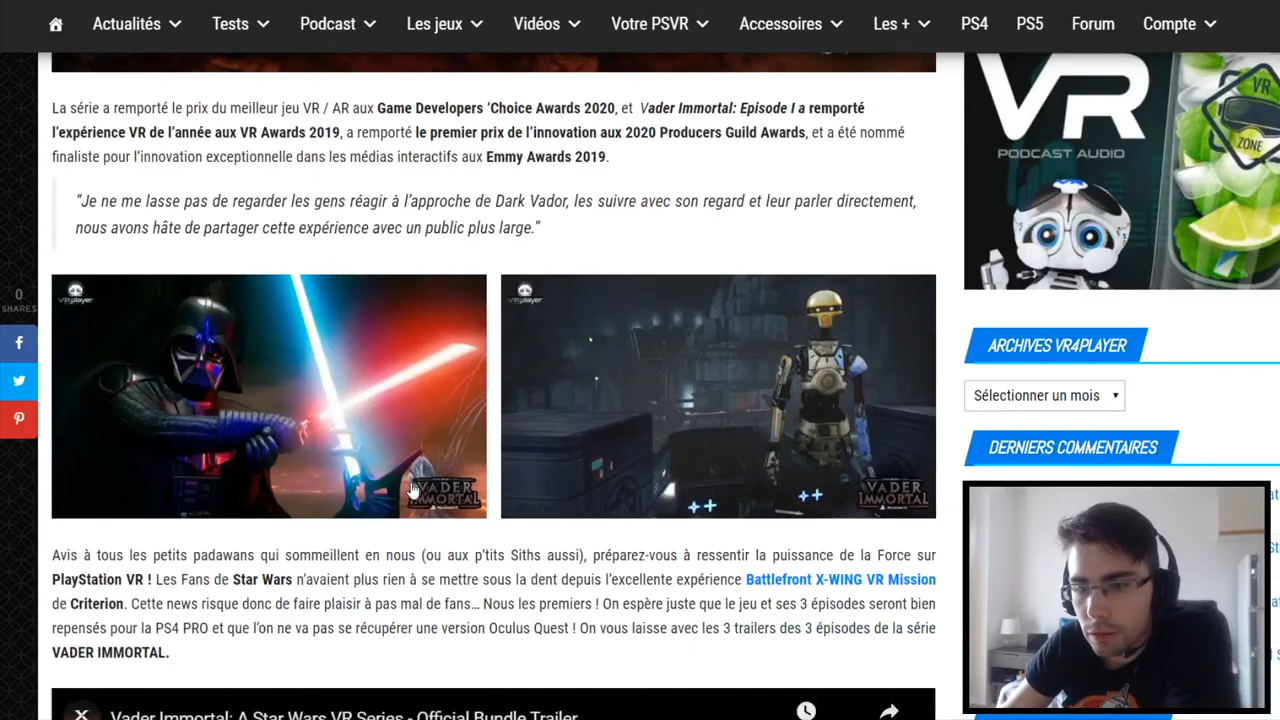 Actualités Tests Podcast Les jeux Vidéos Votre PSVR Accessoires Les + PS4 PS5 Forum Compte
La série a remporté le prix du meilleur jeu VR / AR aux Game Developers ‘Choice Awards 2020, et Vader Immortal: Episode I a remporté
l’expérience VR de l’année aux VR Awards 2019, a remporté le premier prix de l’innovation aux 2020 Producers Guild Awards, et a été nommé
finaliste pour l’innovation exceptionnelle dans les médias interactifs aux Emmy Awards 2019.
“Je ne me lasse pas de regarder les gens réagir à l’approche de Dark Vador, les suivre avec son regard et leur parler directement,
nous avons hâte de partager cette expérience avec un public plus large.”
0
SHARES
VR4player
VADER
IMMORTAL
VR4player
VADER
IMMORTAL
Avis à tous les petits padawans qui sommeillent en nous (ou aux p’tits Siths aussi), préparez-vous à ressentir la puissance de la Force sur
PlayStation VR ! Les Fans de Star Wars n’avaient plus rien à se mettre sous la dent depuis l’excellente expérience Battlefront X-WING VR Mission
de Criterion. Cette news risque donc de faire plaisir à pas mal de fans… Nous les premiers ! On espère juste que le jeu et ses 3 épisodes seront bien
repensés pour la PS4 PRO et que l’on ne va pas se récupérer une version Oculus Quest ! On vous laisse avec les 3 trailers des 3 épisodes de la série
VADER IMMORTAL.
Vader Immortal: A Star Wars VR Series - Official Bundle Trailer
VR
PODCAST AUDIO
VR
ZONE
ARCHIVES VR4PLAYER
Sélectionner un mois
DERNIERS COMMENTAIRES